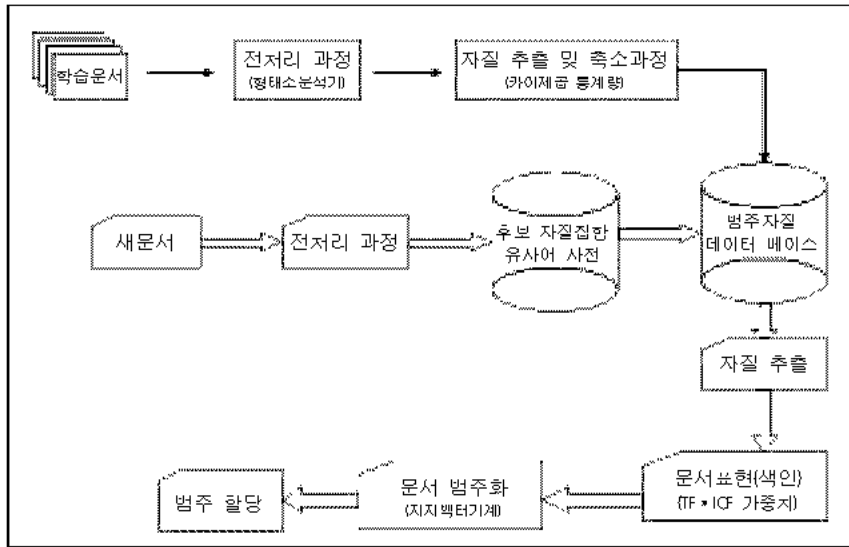 학습문서
전처리 과정
(형태소분석기)
자질 추출 및 축소과정
(카이제곱 통계량)
새문서
전처리 과정
후보 자질집합
유사어 사전
범주자질
데이터 베이스
자질 추출
문서표현(색인)
(TF * ICF 가중치)
문서 범주화
(지지벡터기계)
범주 할당